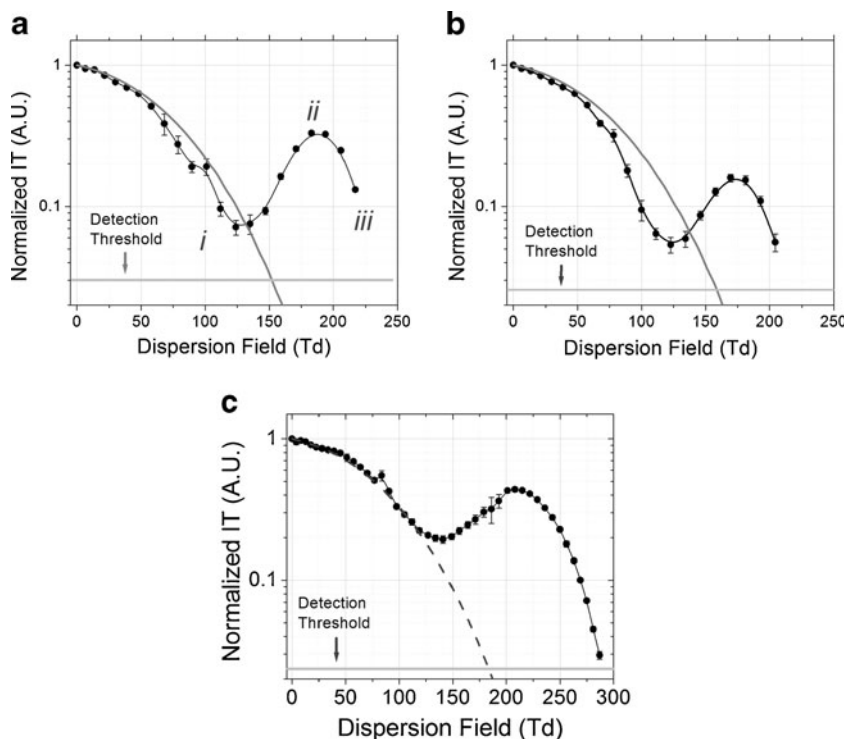 a
Normalized IT (A.U.)
1
0.1
Detection
Threshold
i
ii
iii
0 50 100 150 200 250
Dispersion Field (Td)
b
Normalized IT (A.U.)
1
0.1
Detection
Threshold
0 50 100 150 200 250
Dispersion Field (Td)
c
Normalized IT (A.U.)
1
0.1
Detection
Threshold
0 50 100 150 200 250 300
Dispersion Field (Td)